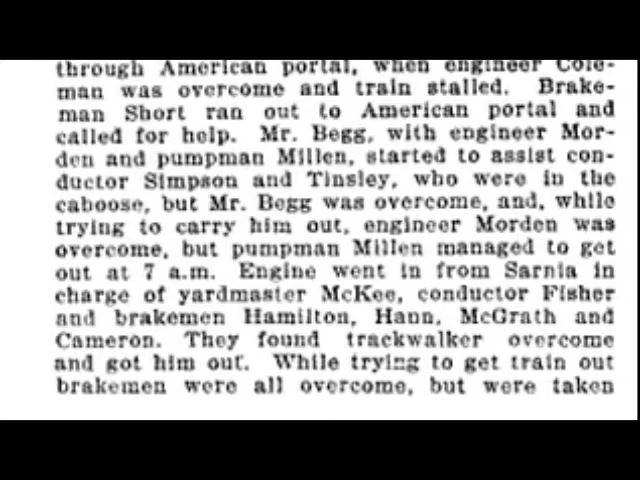 through American portal, when engineer Cole-
man was overcome and train stalled. Brake-
man Short ran out to American portal and
called for help. Mr. Begg, with engineer Mor-
den and pumpman Millen, started to assist con-
ductor Simpson and Tinsley, who were in the
caboose, but Mr. Begg was overcome, and, while
trying to carry him out, engineer Morden was
overcome, but pumpman Millen managed to get
out at 7 a.m. Engine went in from Sarnia in
charge of yardmaster McKee, conductor Fisher
and brakemen Hamilton, Hann, McGrath and
Cameron. They found trackwalker overcome
and got him out. While trying to get train out
brakemen were all overcome, but were taken